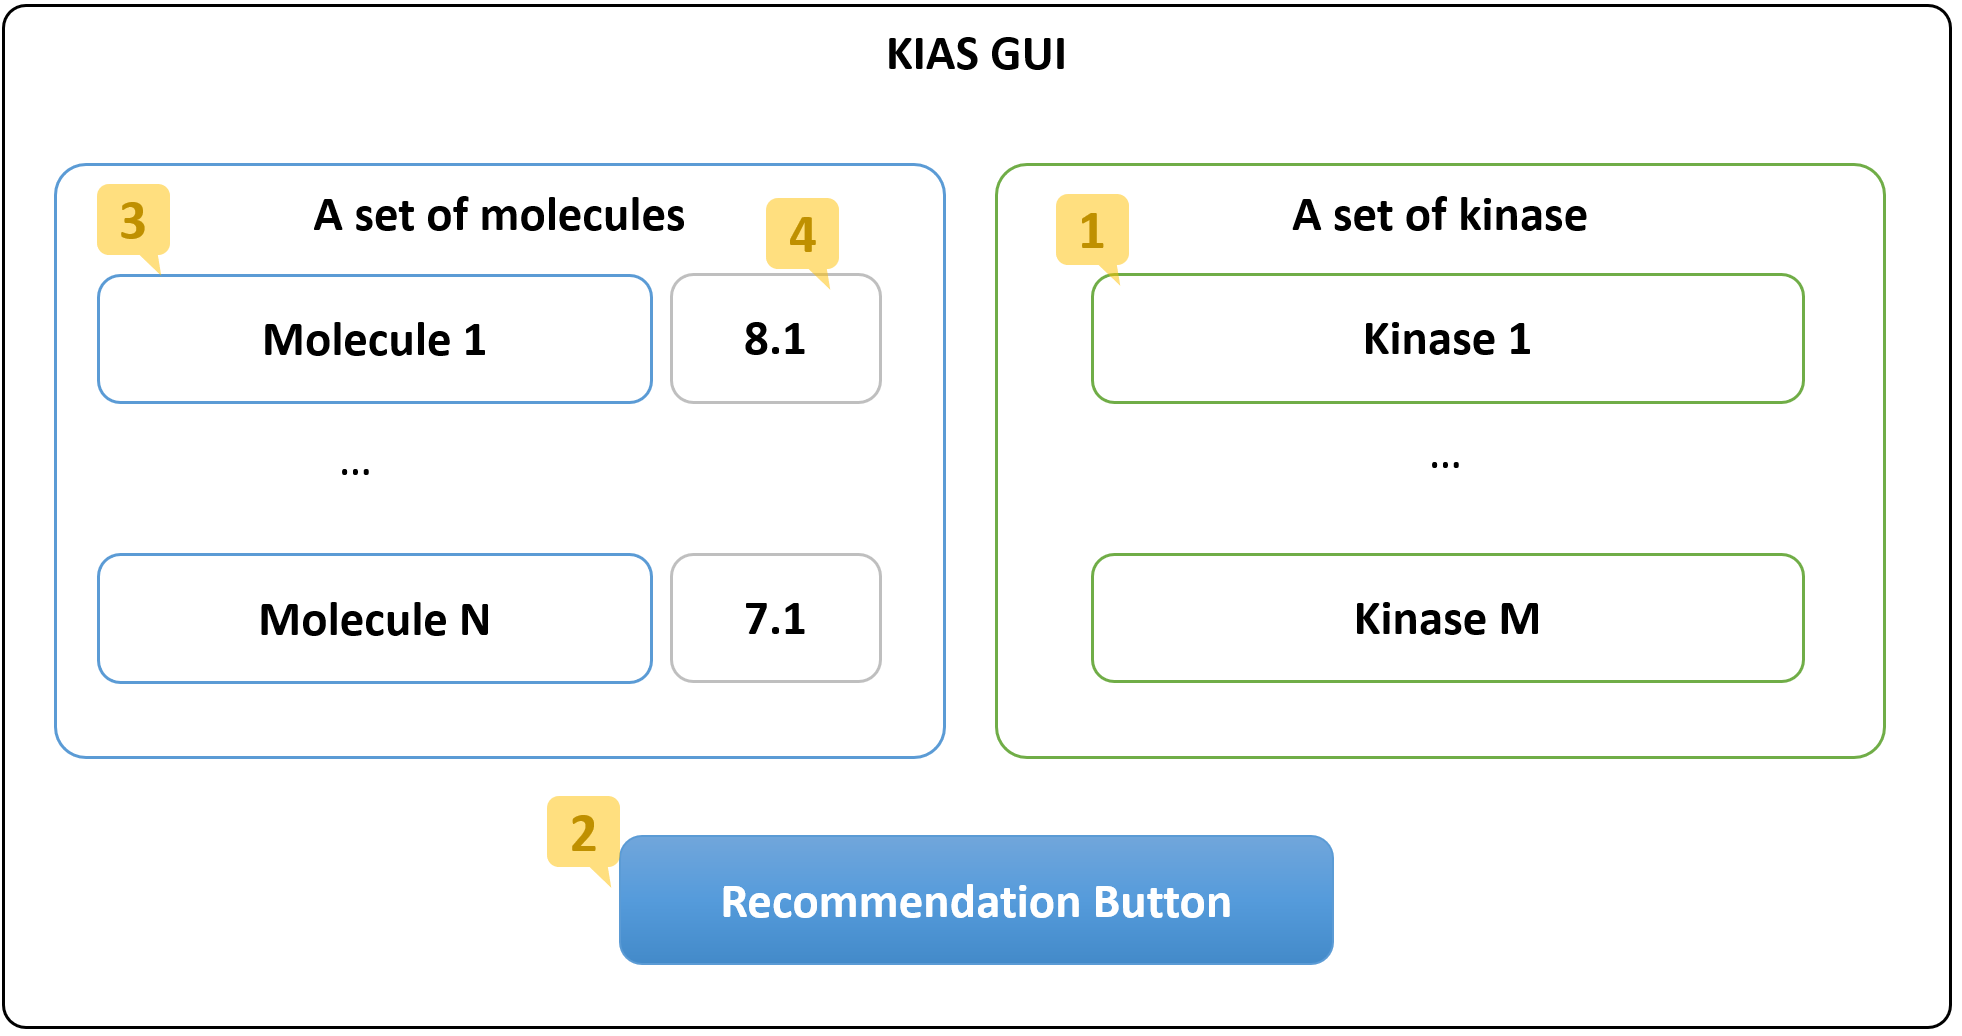 KIAS GUI
3
A set of molecules
4
Molecule 1
8.1
...
Molecule N
7.1
1
A set of kinase
Kinase 1
...
Kinase M
2
Recommendation Button